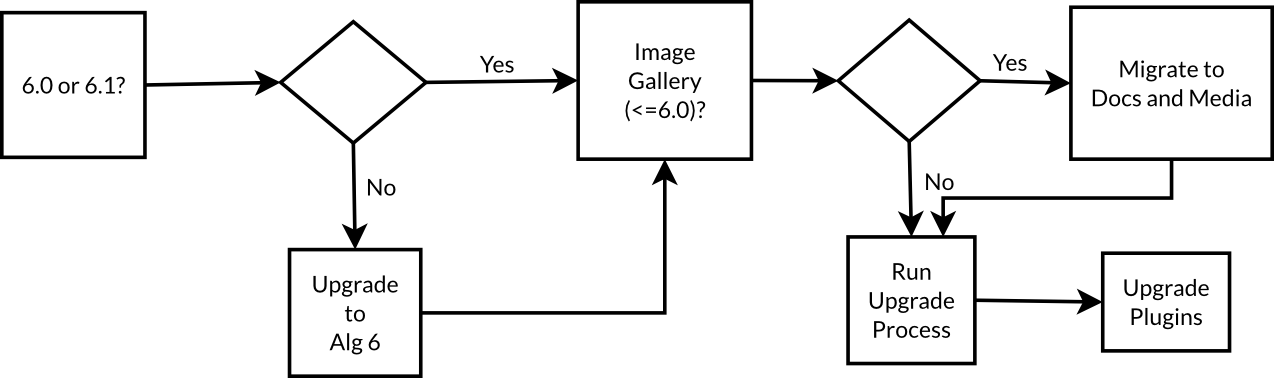 6.0 or 6.1?
Yes
No
Upgrade
to
Alg 6
Image
Gallery
(<=6.0)?
Yes
No
Migrate to
Docs and Media
Run
Upgrade
Process
Upgrade
Plugins